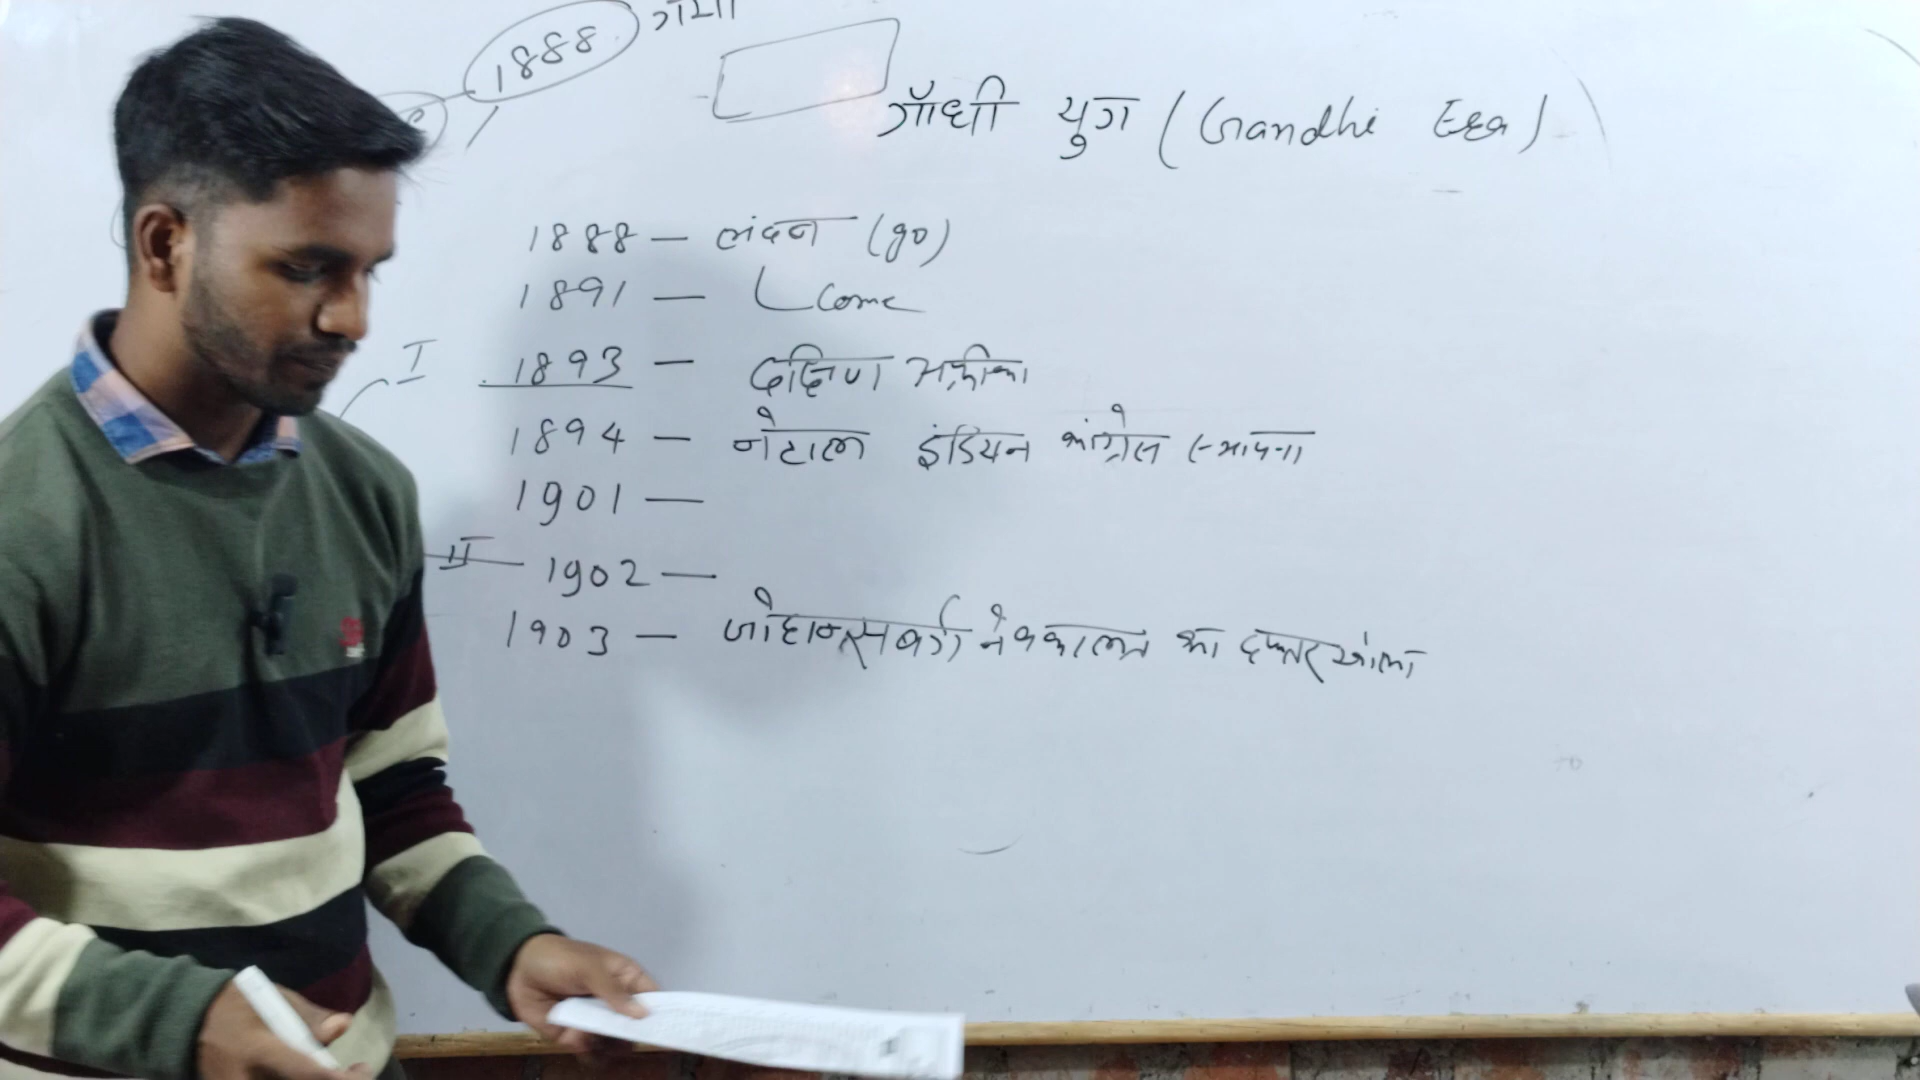 1888 गया
गाँधी युग (Gandhi Era)
1888 — लंदन (go)
1891 — Come
I 1893 — दक्षिण अफ्रीका
1894 — नेटाल इंडियन कांग्रेस स्थापना
1901 —
II 1902 —
1903 — जोहान्सबर्ग ने वकालत का दफ्तर खोला